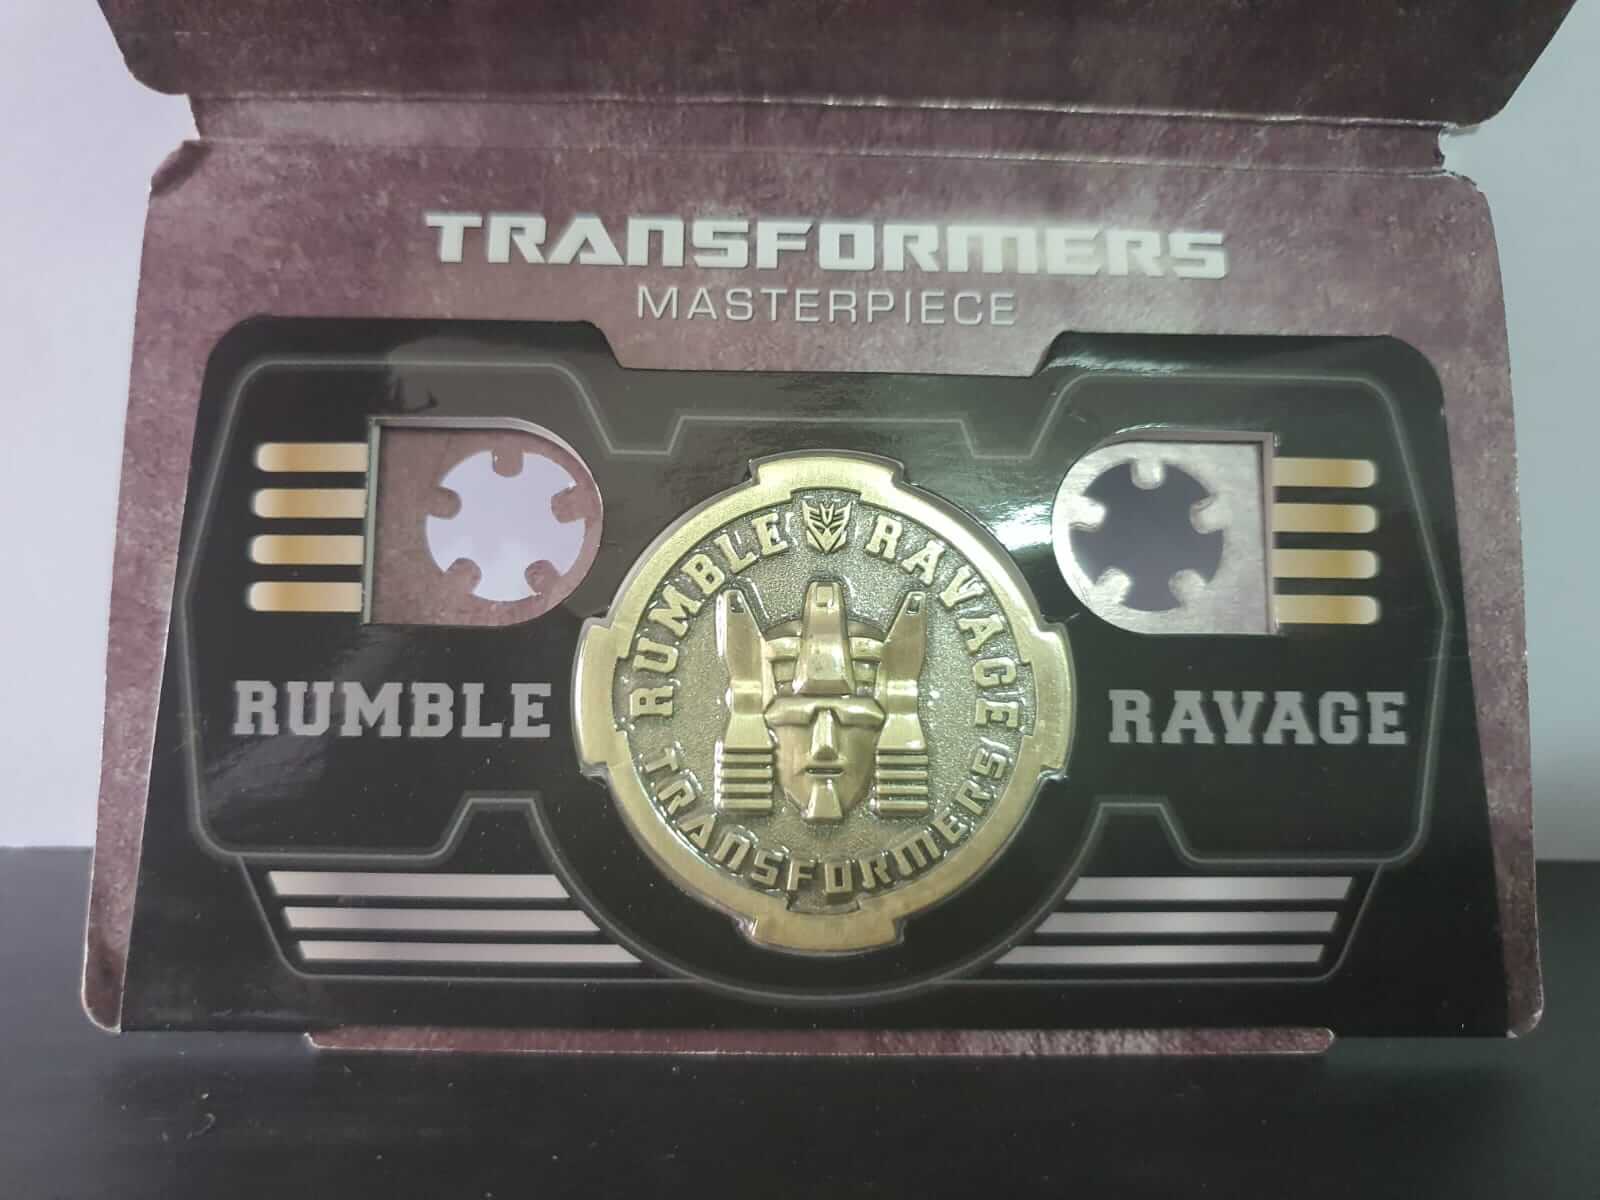 TRANSFORMERS
MASTERPIECE
RUMBLE RAVAGE
TRANSFORMERS
RUMBLE
RAVAGE